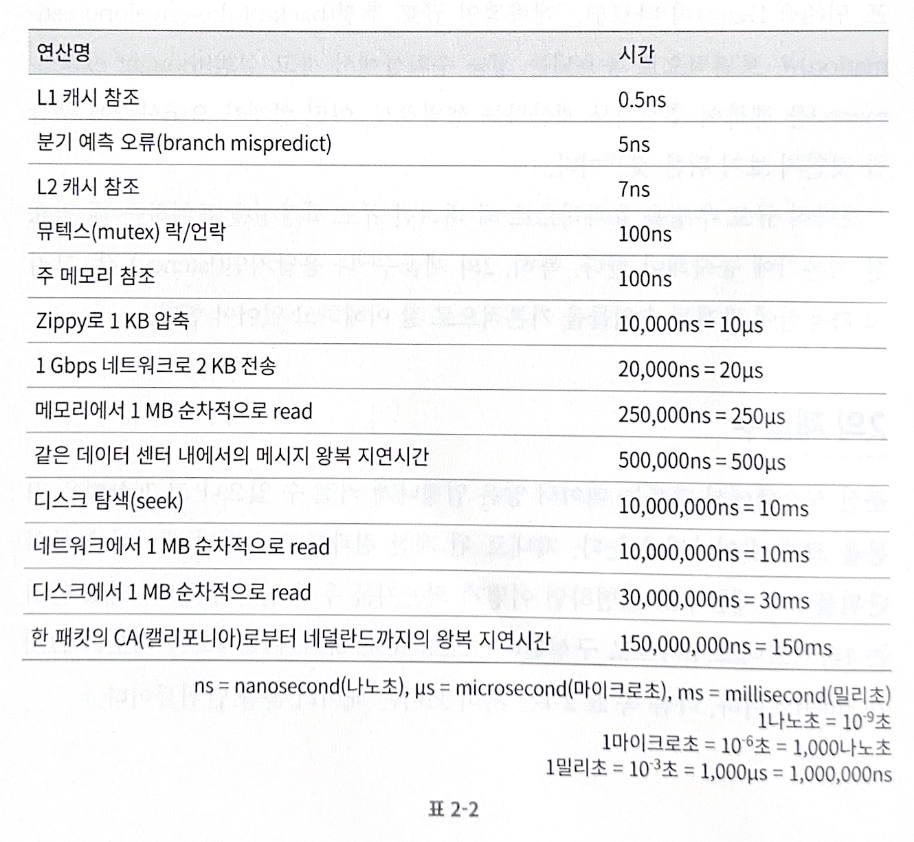 연산명 시간
L1 캐시 참조 0.5ns
분기 예측 오류(branch mispredict) 5ns
L2 캐시 참조 7ns
뮤텍스(mutex) 락/언락 100ns
주 메모리 참조 100ns
Zippy로 1 KB 압축 10,000ns = 10μs
1 Gbps 네트워크로 2 KB 전송 20,000ns = 20μs
메모리에서 1 MB 순차적으로 read 250,000ns = 250μs
같은 데이터 센터 내에서의 메시지 왕복 지연시간 500,000ns = 500μs
디스크 탐색(seek) 10,000,000ns = 10ms
네트워크에서 1 MB 순차적으로 read 10,000,000ns = 10ms
디스크에서 1 MB 순차적으로 read 30,000,000ns = 30ms
한 패킷의 CA(캘리포니아)로부터 네덜란드까지의 왕복 지연시간 150,000,000ns = 150ms
ns = nanosecond(나노초), μs = microsecond(마이크로초), ms = millisecond(밀리초)
1나노초 = 10⁻⁹초
1마이크로초 = 10⁻⁶초 = 1,000나노초
1밀리초 = 10⁻³초 = 1,000μs = 1,000,000ns
표 2-2